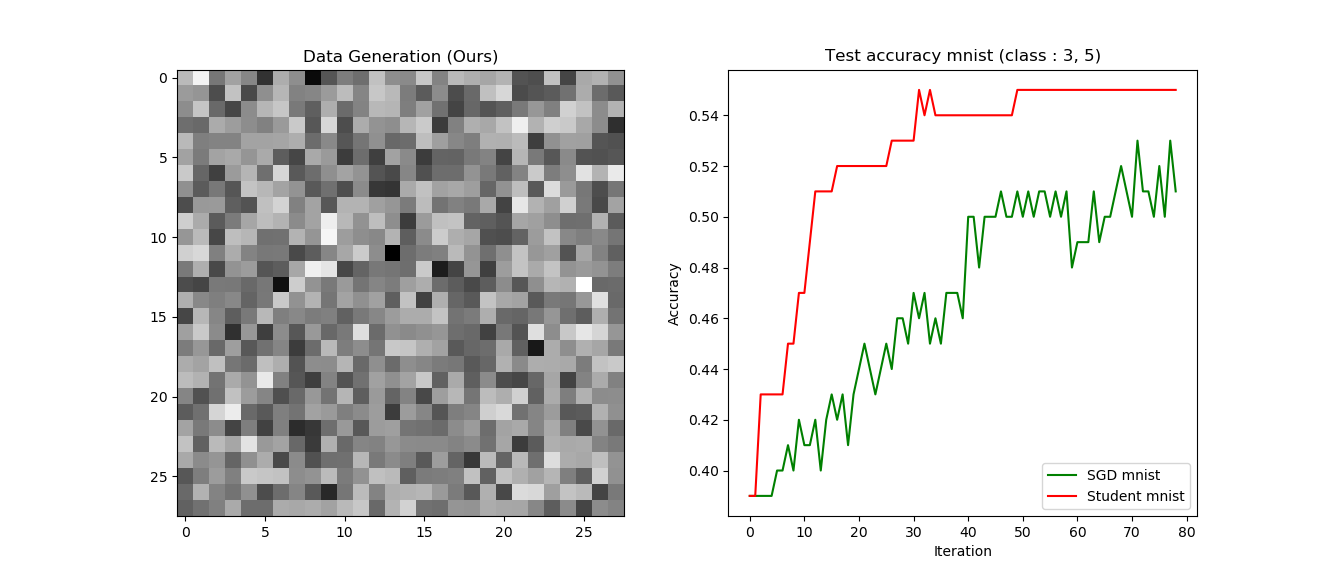 Data Generation (Ours)
0
5
10
15
20
25
0 5 10 15 20 25
Test accuracy mnist (class : 3, 5)
Accuracy
0.54
0.52
0.50
0.48
0.46
0.44
0.42
0.40
0 10 20 30 40 50 60 70 80
Iteration
SGD mnist
Student mnist